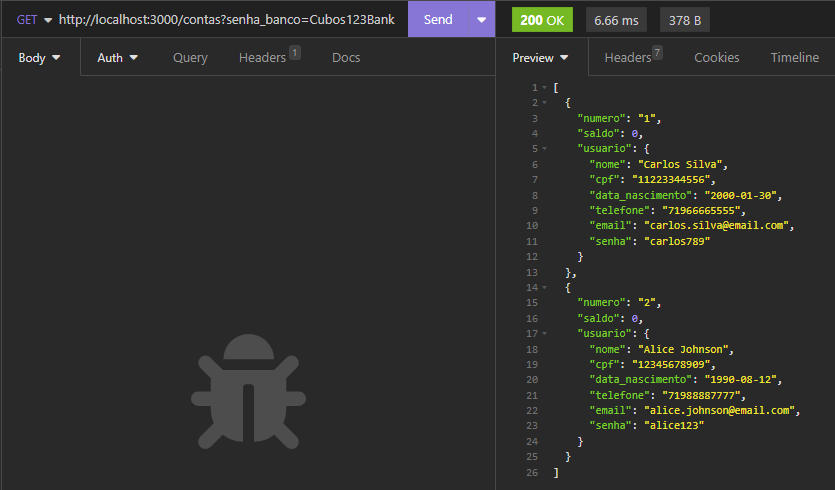 GET http://localhost:3000/contas?senha_banco=Cubos123Bank Send 200 OK 6.66 ms 378 B
Body Auth Query Headers 1 Docs Preview Headers 7 Cookies Timeline
1 [
2 {
3 "numero": "1",
4 "saldo": 0,
5 "usuario": {
6 "nome": "Carlos Silva",
7 "cpf": "11223344556",
8 "data_nascimento": "2000-01-30",
9 "telefone": "71966665555",
10 "email": "carlos.silva@email.com",
11 "senha": "carlos789"
12 }
13 },
14 {
15 "numero": "2",
16 "saldo": 0,
17 "usuario": {
18 "nome": "Alice Johnson",
19 "cpf": "12345678909",
20 "data_nascimento": "1990-08-12",
21 "telefone": "71988887777",
22 "email": "alice.johnson@email.com",
23 "senha": "alice123"
24 }
25 }
26 ]